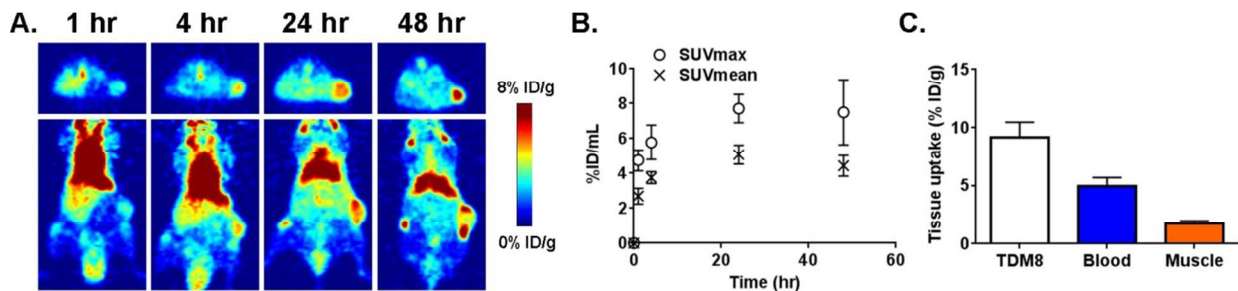 A.
1 hr 4 hr 24 hr 48 hr
8% ID/g
0% ID/g
B.
SUVmax
SUVmean
10
8
6
4
2
0
%ID/mL
0 20 40 60
Time (hr)
C.
15
10
5
0
Tissue uptake (% ID/g)
TDM8 Blood Muscle